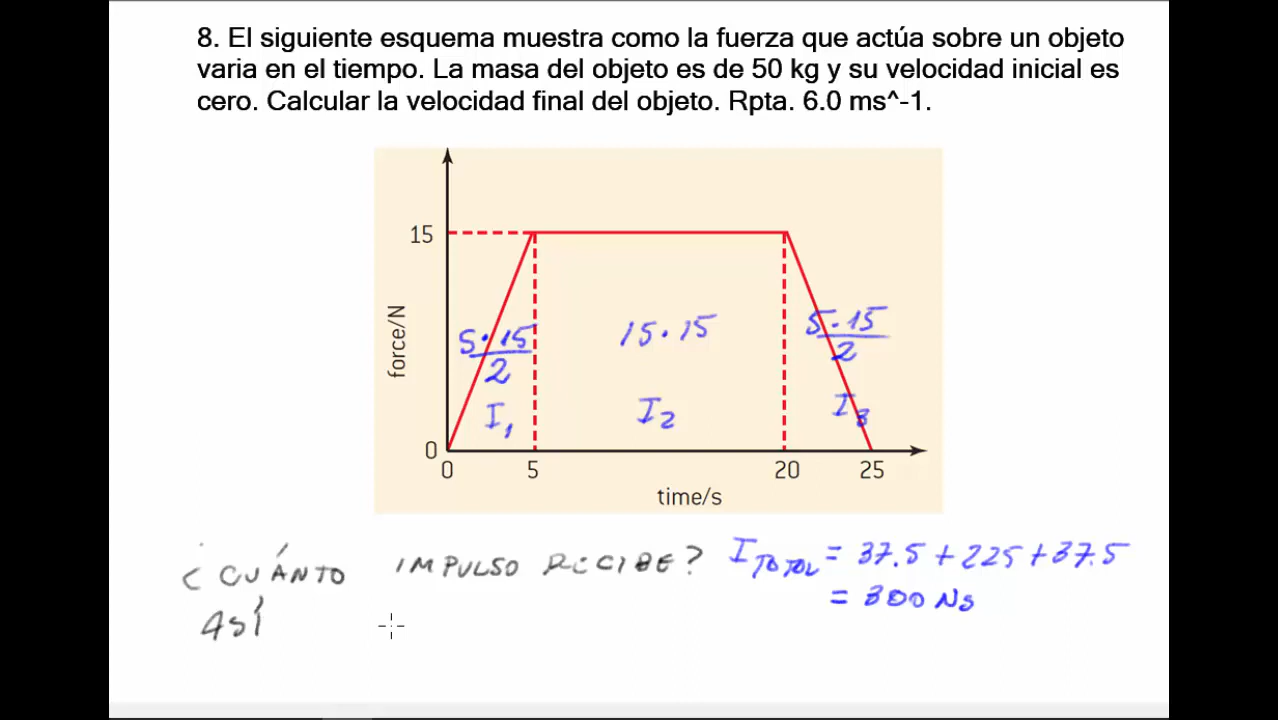 8. El siguiente esquema muestra como la fuerza que actúa sobre un objeto
varia en el tiempo. La masa del objeto es de 50 kg y su velocidad inicial es
cero. Calcular la velocidad final del objeto. Rpta. 6.0 ms^-1.
15
force/N
5·15
2
I1
15·15
I2
5·15
2
I3
0
0 5 20 25
time/s
¿CUÁNTO IMPULSO RECIBE?
ITOTAL = 37.5 + 225 + 37.5
= 300 Ns
ASÍ